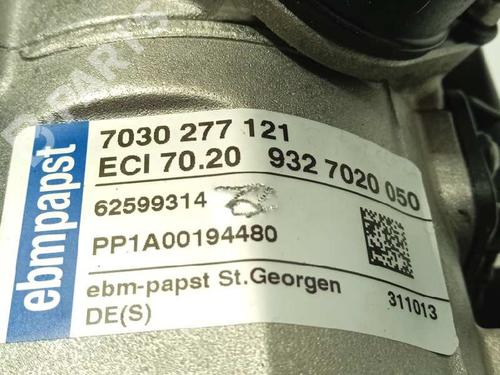 ebmpapst
7030 277 121
ECI 70.20 932 7020 050
62599314
PP1A00194480
ebm-papst St.Georgen
DE(S)
311013